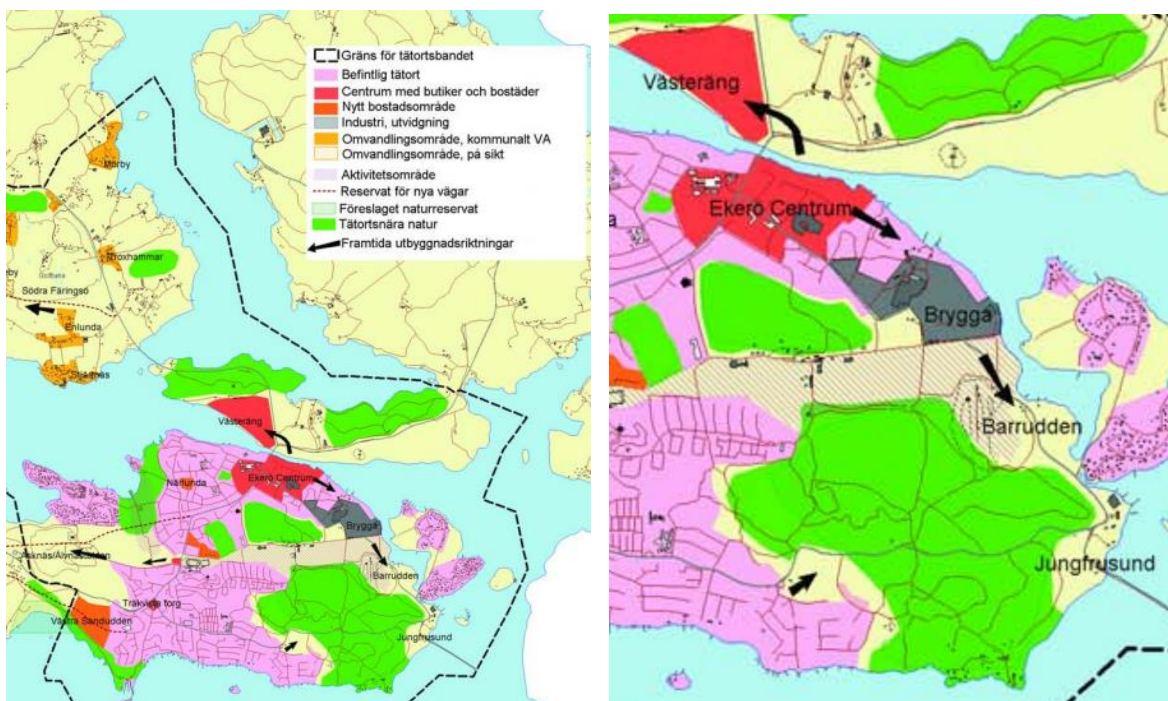 Gräns för tätortsbandet
Befintlig tätort
Centrum med butiker och bostäder
Nytt bostadsområde
Industri, utvidgning
Omvandlingsområde, kommunalt VA
Omvandlingsområde, på sikt
Aktivitetsområde
Reservat för nya vägar
Föreslaget naturreservat
Tätortsnära natur
Framtida utbyggnadsriktningar
Mörby
Troxhammar
Södra Färingsö
Enlunda
Västeräng
Närlunda
Ekerö Centrum
Brygga
Barrudden
Träkvista torg
Västra Sandudden
Jungfrusund
Västeräng
Ekerö Centrum
Brygga
Barrudden
Jungfrusund